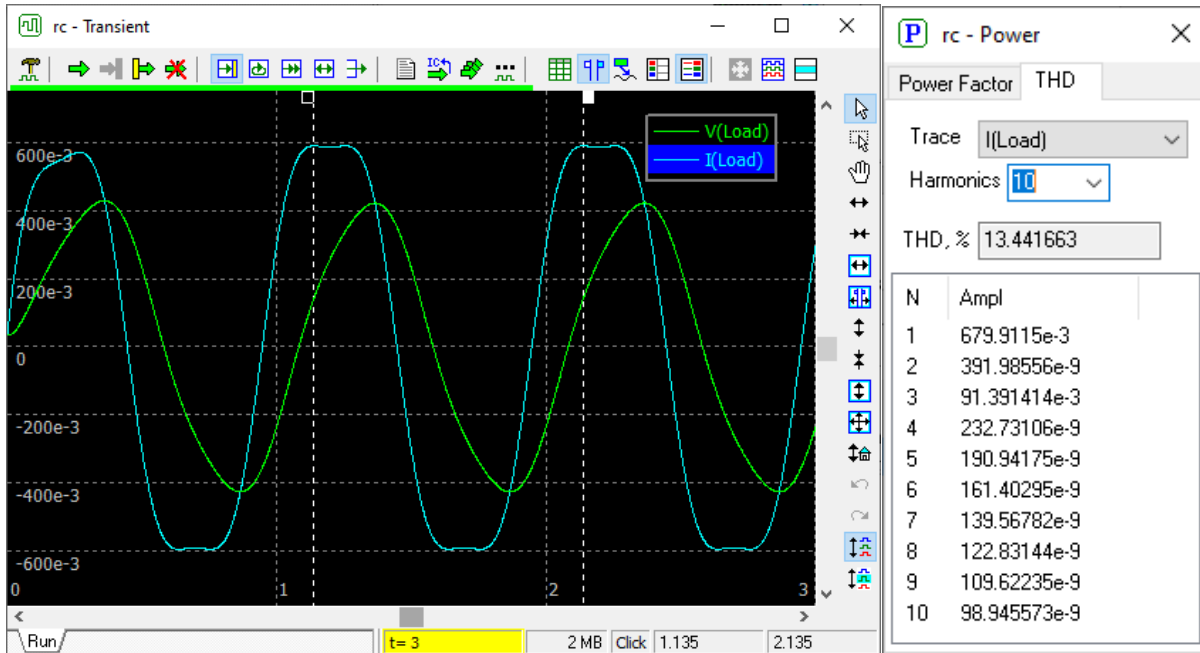 rc - Transient
IC
V(Load)
I(Load)
600e-3
400e-3
200e-3
0
-200e-3
-400e-3
-600e-3
0 1 2 3
Run t= 3 2 MB Click 1.135 2.135
P rc - Power
Power Factor THD
Trace I(Load)
Harmonics 10
THD, % 13.441663
N Ampl
1 679.9115e-3
2 391.98556e-9
3 91.391414e-3
4 232.73106e-9
5 190.94175e-9
6 161.40295e-9
7 139.56782e-9
8 122.83144e-9
9 109.62235e-9
10 98.945573e-9